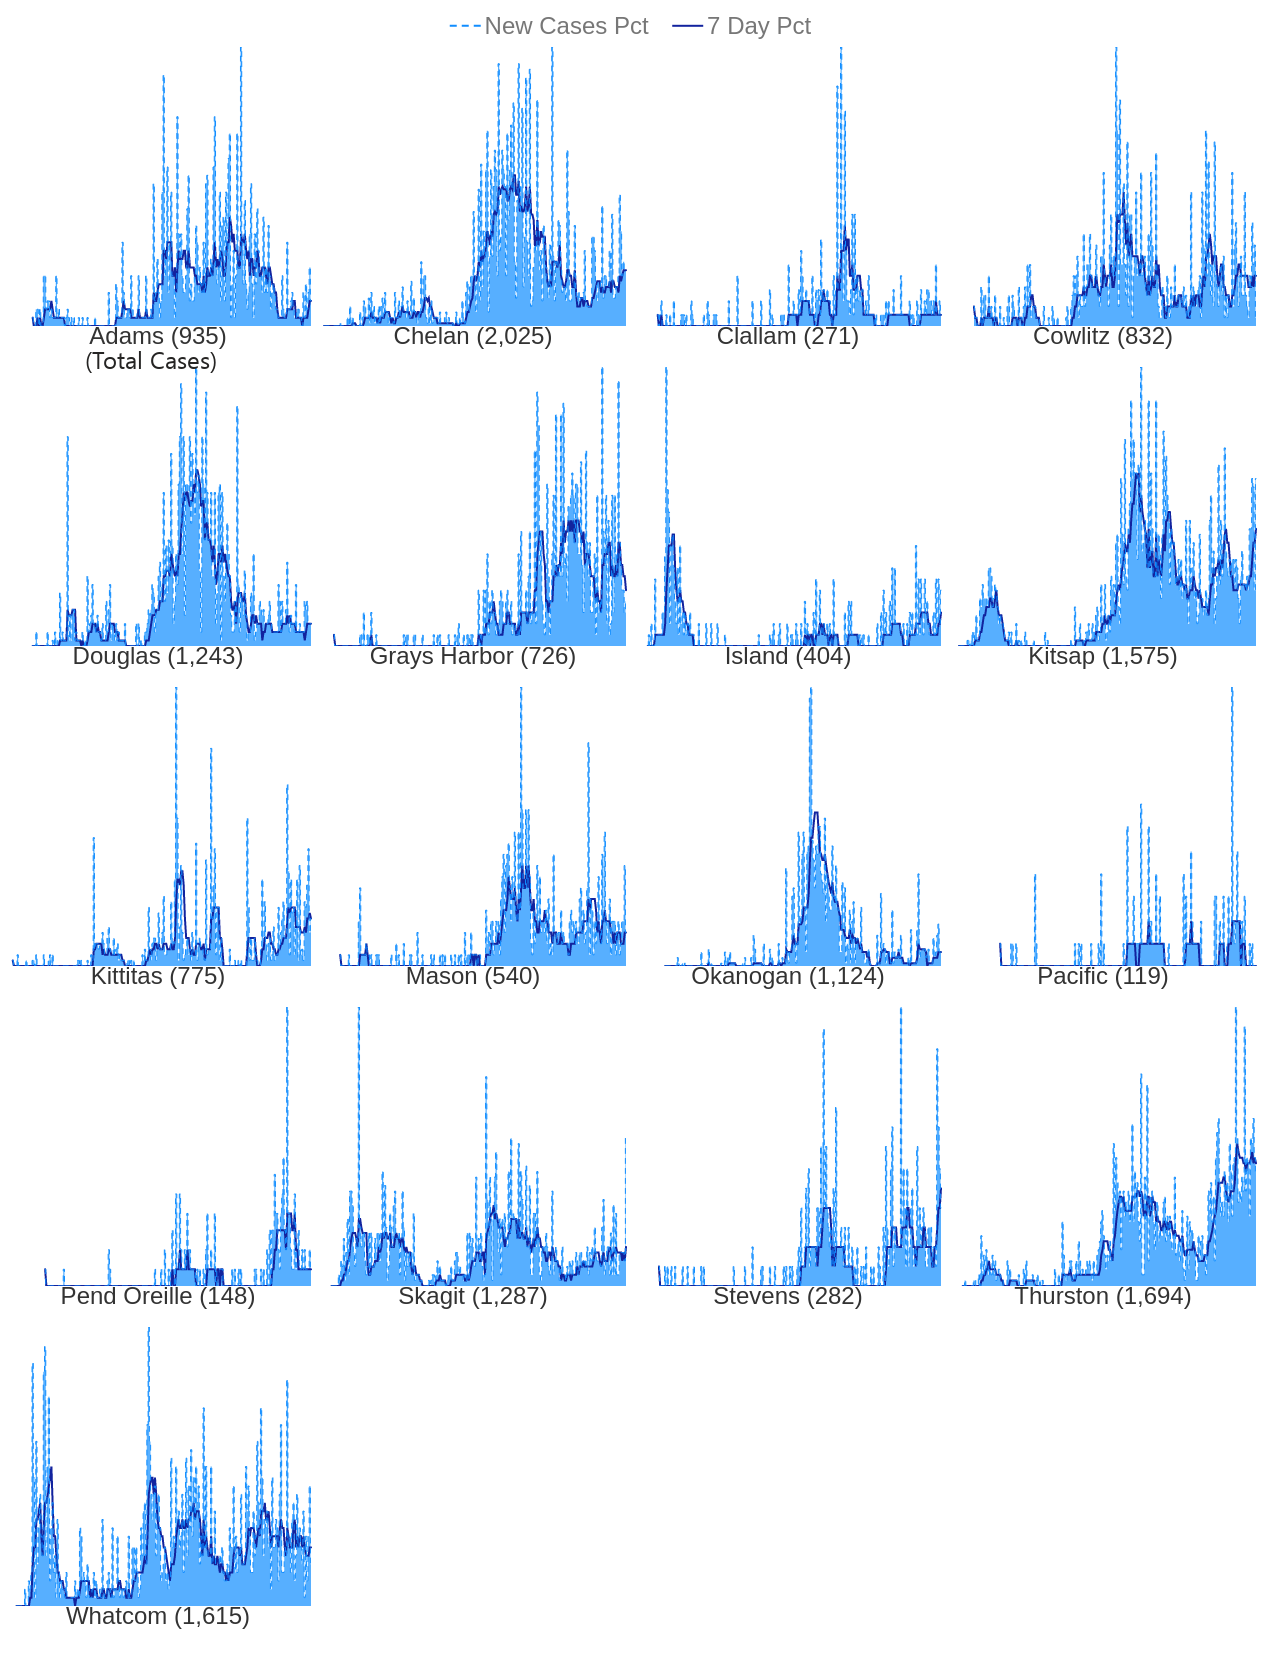 New Cases Pct 7 Day Pct
Adams (935) Chelan (2,025) Clallam (271) Cowlitz (832)
(Total Cases)
Douglas (1,243) Grays Harbor (726) Island (404) Kitsap (1,575)
Kittitas (775) Mason (540) Okanogan (1,124) Pacific (119)
Pend Oreille (148) Skagit (1,287) Stevens (282) Thurston (1,694)
Whatcom (1,615)